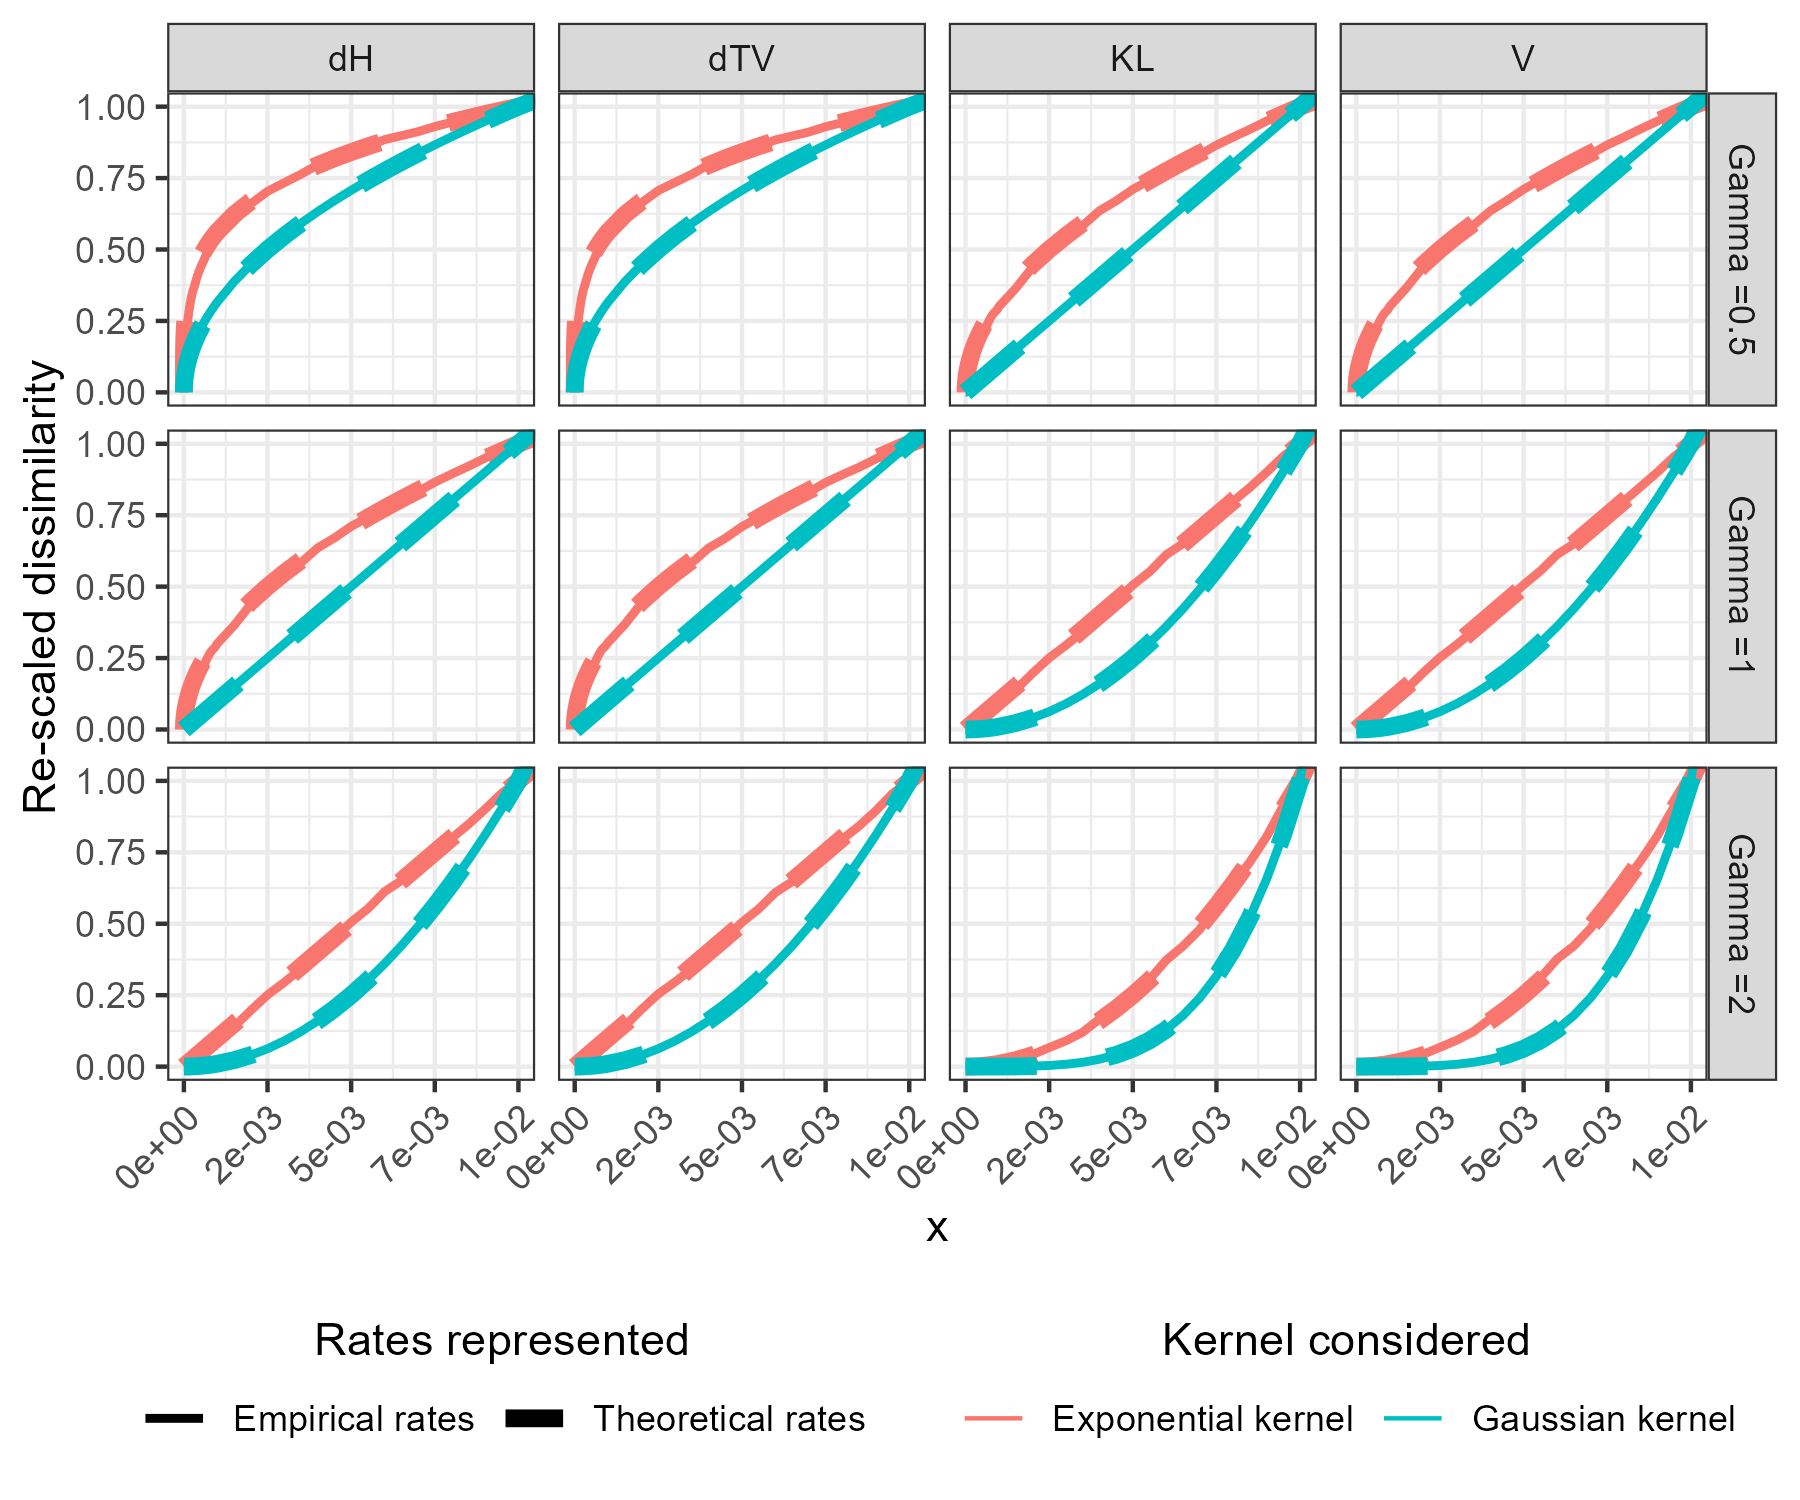 dH dTV KL V
Re-scaled dissimilarity
1.00
0.75
0.50
0.25
0.00
Gamma =0.5
1.00
0.75
0.50
0.25
0.00
Gamma =1
1.00
0.75
0.50
0.25
0.00
Gamma =2
0e+00 2e-03 5e-03 7e-03 1e-02 0e+00 2e-03 5e-03 7e-03 1e-02 0e+00 2e-03 5e-03 7e-03 1e-02 0e+00 2e-03 5e-03 7e-03 1e-02
x
Rates represented Kernel considered
Empirical rates Theoretical rates Exponential kernel Gaussian kernel